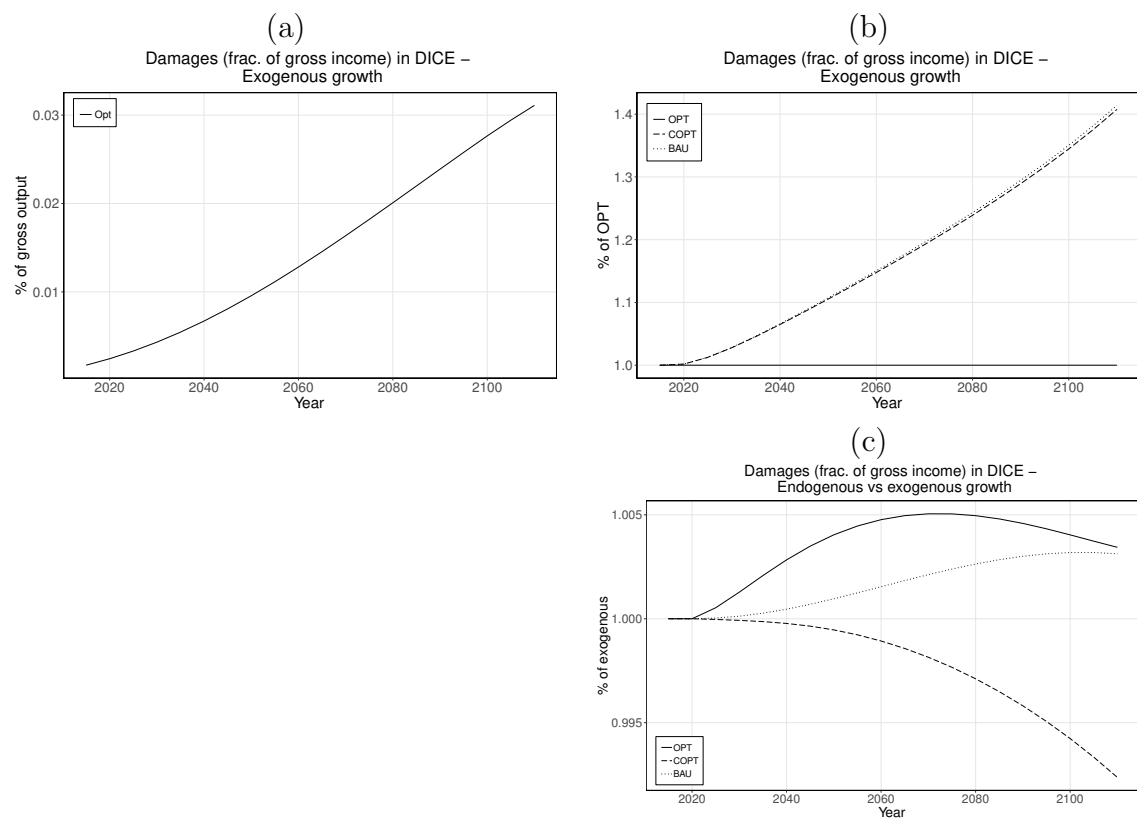 (a)
Damages (frac. of gross income) in DICE –
Exogenous growth
Opt
0.03
0.02
0.01
% of gross output
2020 2040 2060 2080 2100
Year
(b)
Damages (frac. of gross income) in DICE –
Exogenous growth
OPT
COPT
BAU
1.4
1.3
1.2
1.1
1.0
% of OPT
2020 2040 2060 2080 2100
Year
(c)
Damages (frac. of gross income) in DICE –
Endogenous vs exogenous growth
1.005
1.000
0.995
% of exogenous
OPT
COPT
BAU
2020 2040 2060 2080 2100
Year